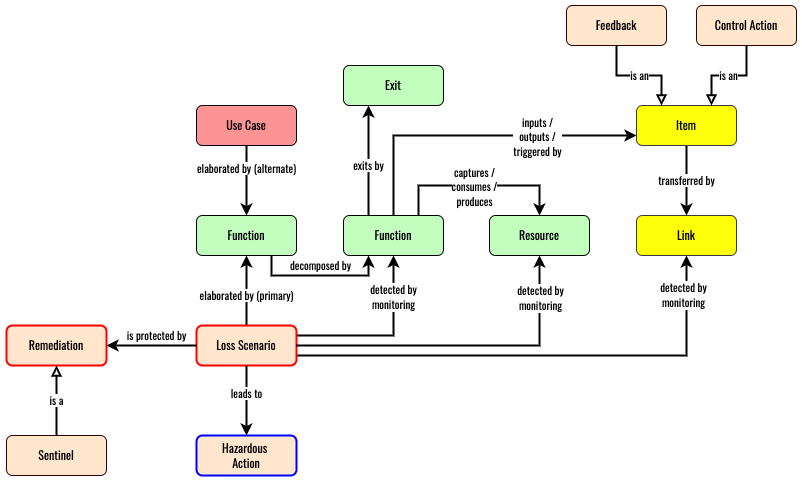 Feedback
Control Action
is an
is an
Exit
Use Case
inputs /
outputs /
triggered by
Item
elaborated by (alternate)
exits by
captures /
consumes /
produces
transferred by
Function
Function
Resource
Link
decomposed by
elaborated by (primary)
detected by
monitoring
detected by
monitoring
detected by
monitoring
Remediation
is protected by
Loss Scenario
is a
leads to
Sentinel
Hazardous
Action